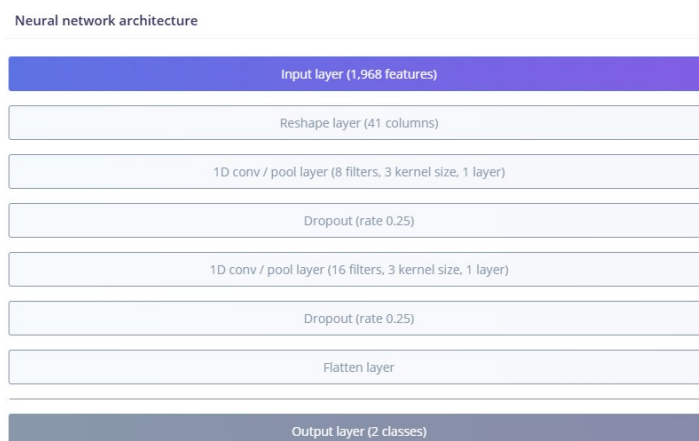 Neural network architecture
Input layer (1,968 features)
Reshape layer (41 columns)
1D conv / pool layer (8 filters, 3 kernel size, 1 layer)
Dropout (rate 0.25)
1D conv / pool layer (16 filters, 3 kernel size, 1 layer)
Dropout (rate 0.25)
Flatten layer
Output layer (2 classes)